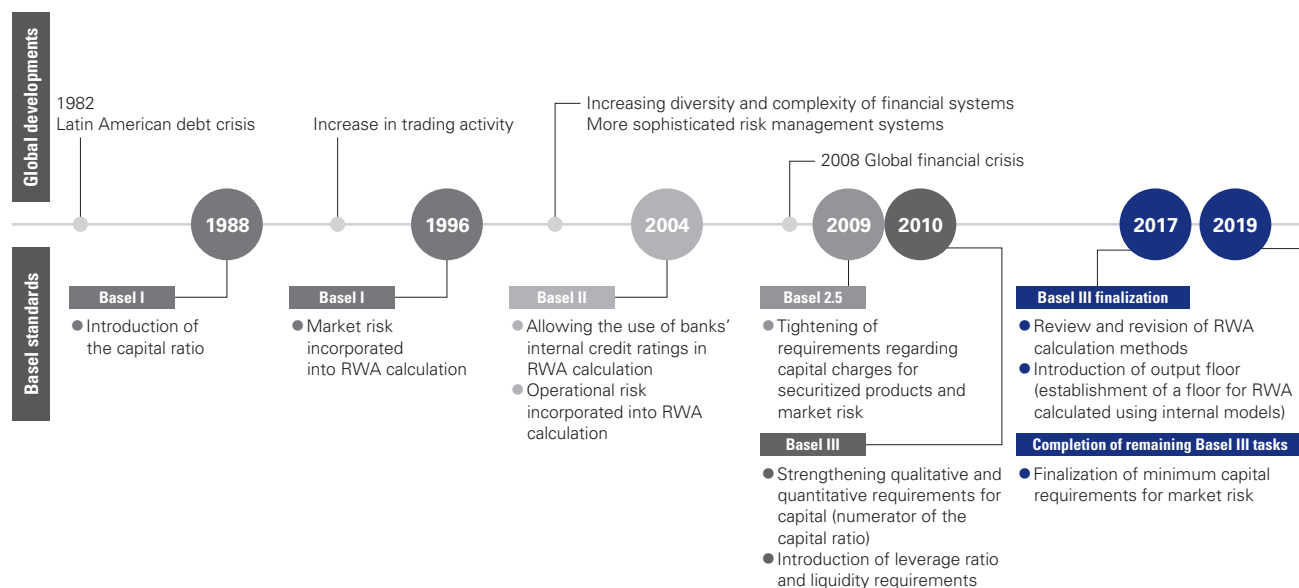 Global developments
1982
Latin American debt crisis
Increase in trading activity
Increasing diversity and complexity of financial systems
More sophisticated risk management systems
2008 Global financial crisis
1988
1996
2004
2009
2010
2017
2019
Basel standards
Basel I
● Introduction of
the capital ratio
Basel I
● Market risk
incorporated
into RWA calculation
Basel II
● Allowing the use of banks’
internal credit ratings in
RWA calculation
● Operational risk
incorporated into RWA
calculation
Basel 2.5
● Tightening of
requirements regarding
capital charges for
securitized products and
market risk
Basel III
● Strengthening qualitative and
quantitative requirements for
capital (numerator of the
capital ratio)
● Introduction of leverage ratio
and liquidity requirements
Basel III finalization
● Review and revision of RWA
calculation methods
● Introduction of output floor
(establishment of a floor for RWA
calculated using internal models)
Completion of remaining Basel III tasks
● Finalization of minimum capital
requirements for market risk